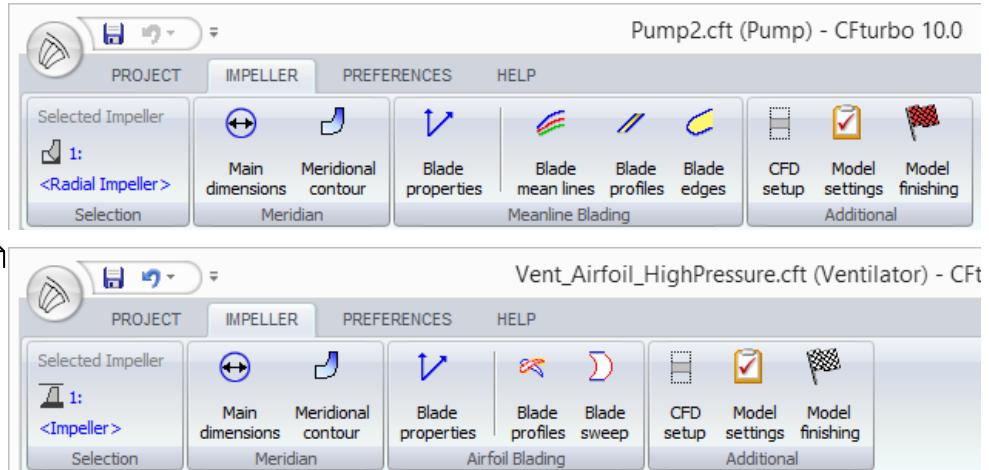 Pump2.cft (Pump) - CFturbo 10.0
PROJECT IMPELLER PREFERENCES HELP
Selected Impeller
1:
<Radial Impeller>
Selection
Main dimensions
Meridional contour
Meridian
Blade properties
Blade mean lines
Blade profiles
Blade edges
Meanline Blading
CFD setup
Model settings
Model finishing
Additional
Vent_Airfoil_HighPressure.cft (Ventilator) - CFt
PROJECT IMPELLER PREFERENCES HELP
Selected Impeller
1:
<Impeller>
Selection
Main dimensions
Meridional contour
Meridian
Blade properties
Blade profiles
Blade sweep
Airfoil Blading
CFD setup
Model settings
Model finishing
Additional